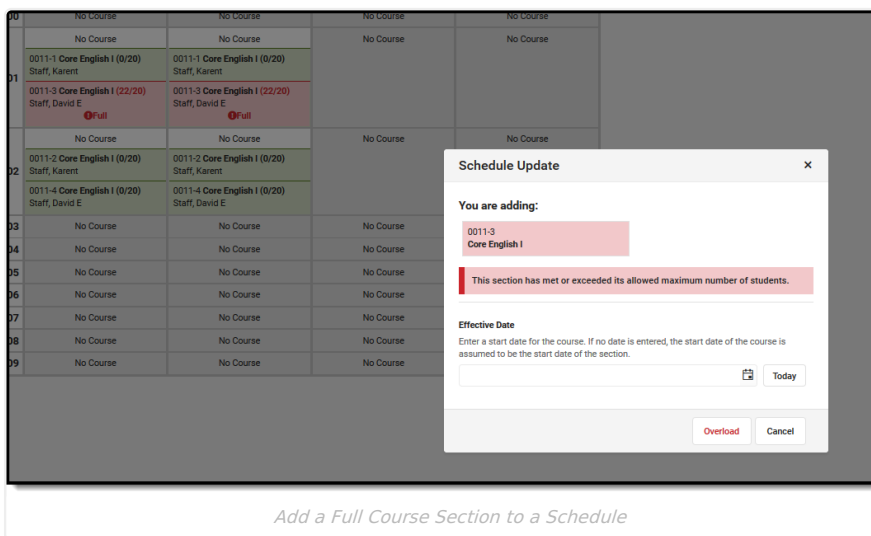 00 No Course No Course No Course No Course
No Course No Course No Course No Course
0011-1 Core English I (0/20) 0011-1 Core English I (0/20)
Staff, Karent Staff, Karent
01
0011-3 Core English I (22/20) 0011-3 Core English I (22/20)
Staff, David E Staff, David E
Full Full
No Course No Course No Course No Course
0011-2 Core English I (0/20) 0011-2 Core English I (0/20)
02 Staff, Karent Staff, Karent
0011-4 Core English I (0/20) 0011-4 Core English I (0/20)
Staff, David E Staff, David E
03 No Course No Course No Course
04 No Course No Course No Course
05 No Course No Course No Course
06 No Course No Course No Course
07 No Course No Course No Course
08 No Course No Course No Course
09 No Course No Course No Course
Schedule Update ×
You are adding:
0011-3
Core English I
This section has met or exceeded its allowed maximum number of students.
Effective Date
Enter a start date for the course. If no date is entered, the start date of the course is
assumed to be the start date of the section.
Today
Overload Cancel
Add a Full Course Section to a Schedule